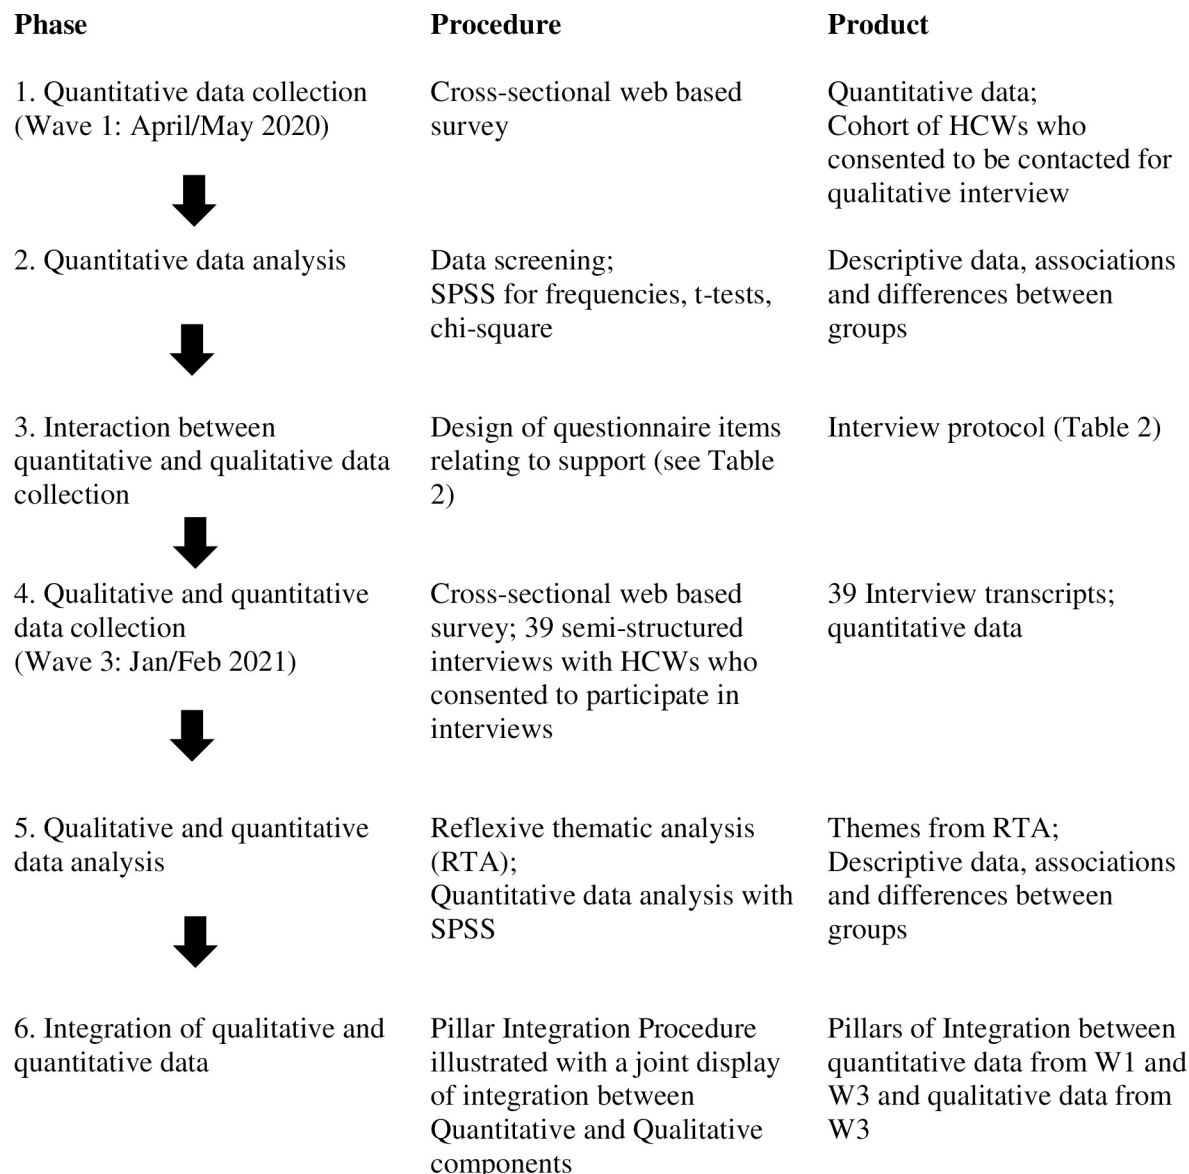 Phase
Procedure
Product
1. Quantitative data collection
(Wave 1: April/May 2020)
Cross-sectional web based
survey
Quantitative data;
Cohort of HCWs who
consented to be contacted for
qualitative interview
2. Quantitative data analysis
Data screening;
SPSS for frequencies, t-tests,
chi-square
Descriptive data, associations
and differences between
groups
3. Interaction between
quantitative and qualitative data
collection
Design of questionnaire items
relating to support (see Table
2)
Interview protocol (Table 2)
4. Qualitative and quantitative
data collection
(Wave 3: Jan/Feb 2021)
Cross-sectional web based
survey; 39 semi-structured
interviews with HCWs who
consented to participate in
interviews
39 Interview transcripts;
quantitative data
5. Qualitative and quantitative
data analysis
Reflexive thematic analysis
(RTA);
Quantitative data analysis with
SPSS
Themes from RTA;
Descriptive data, associations
and differences between
groups
6. Integration of qualitative and
quantitative data
Pillar Integration Procedure
illustrated with a joint display
of integration between
Quantitative and Qualitative
components
Pillars of Integration between
quantitative data from W1 and
W3 and qualitative data from
W3